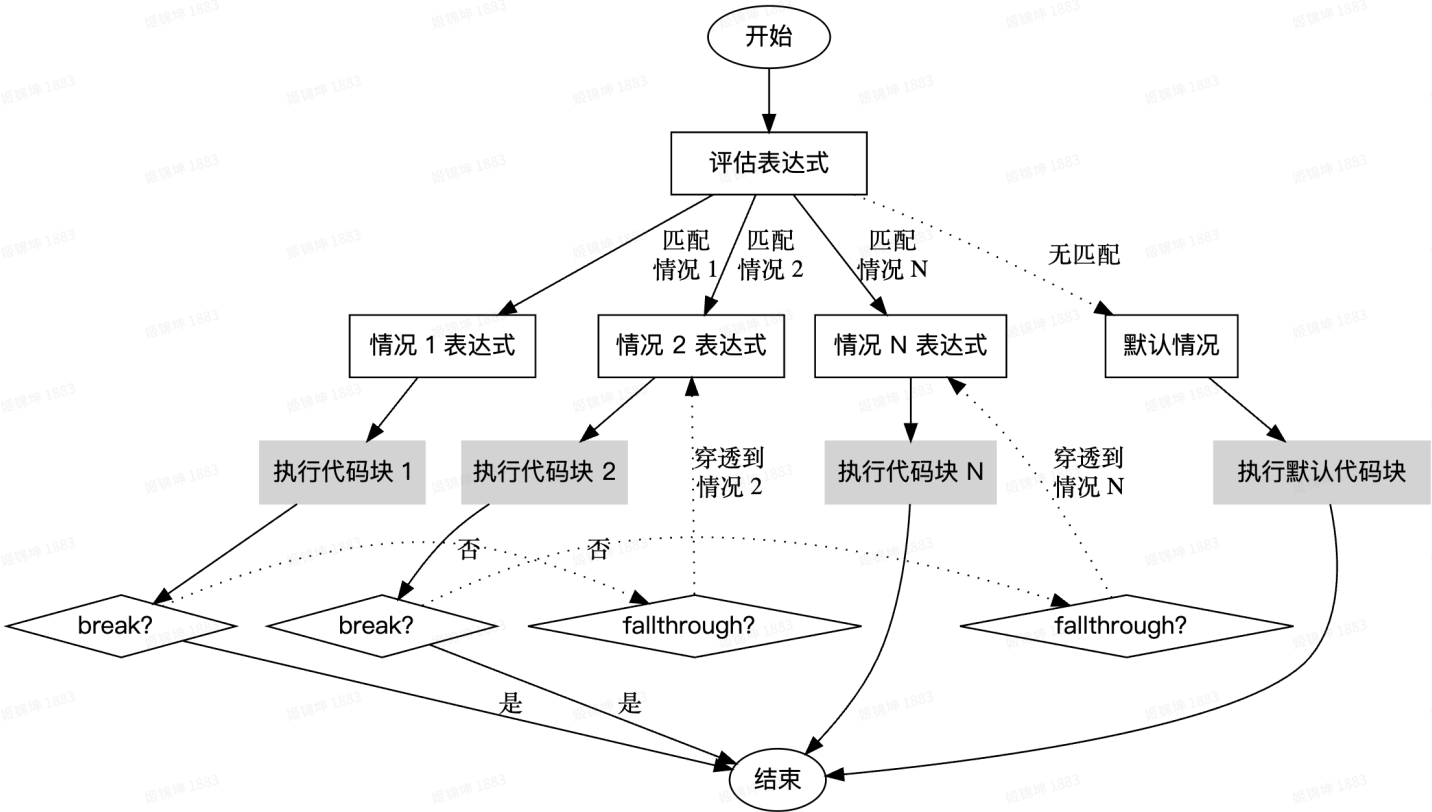 开始
评估表达式
匹配
情况 1
匹配
情况 2
匹配
情况 N
无匹配
情况 1 表达式
情况 2 表达式
情况 N 表达式
默认情况
执行代码块 1
执行代码块 2
穿透到
情况 2
执行代码块 N
穿透到
情况 N
执行默认代码块
否
否
break?
break?
fallthrough?
fallthrough?
是
是
结束
姬锦坤 1883